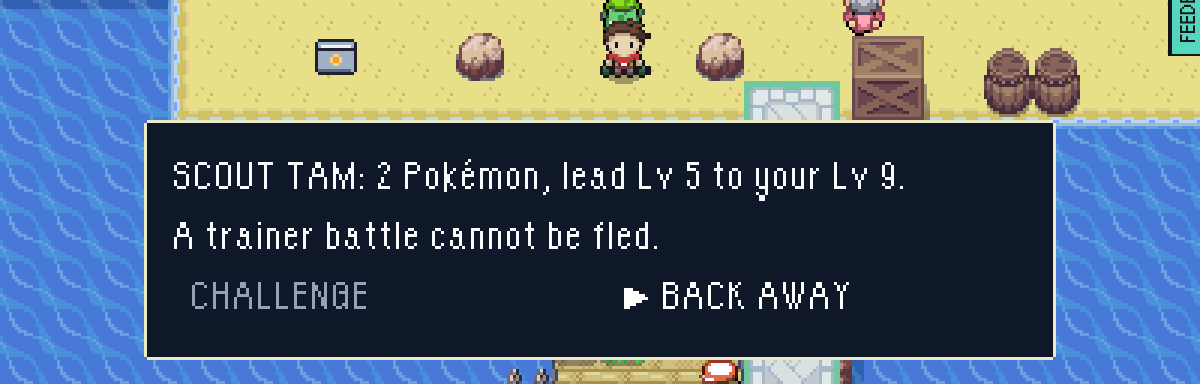 SCOUT TAM: 2 Pokémon, lead Lv 5 to your Lv 9.
A trainer battle cannot be fled.
CHALLENGE ▶ BACK AWAY